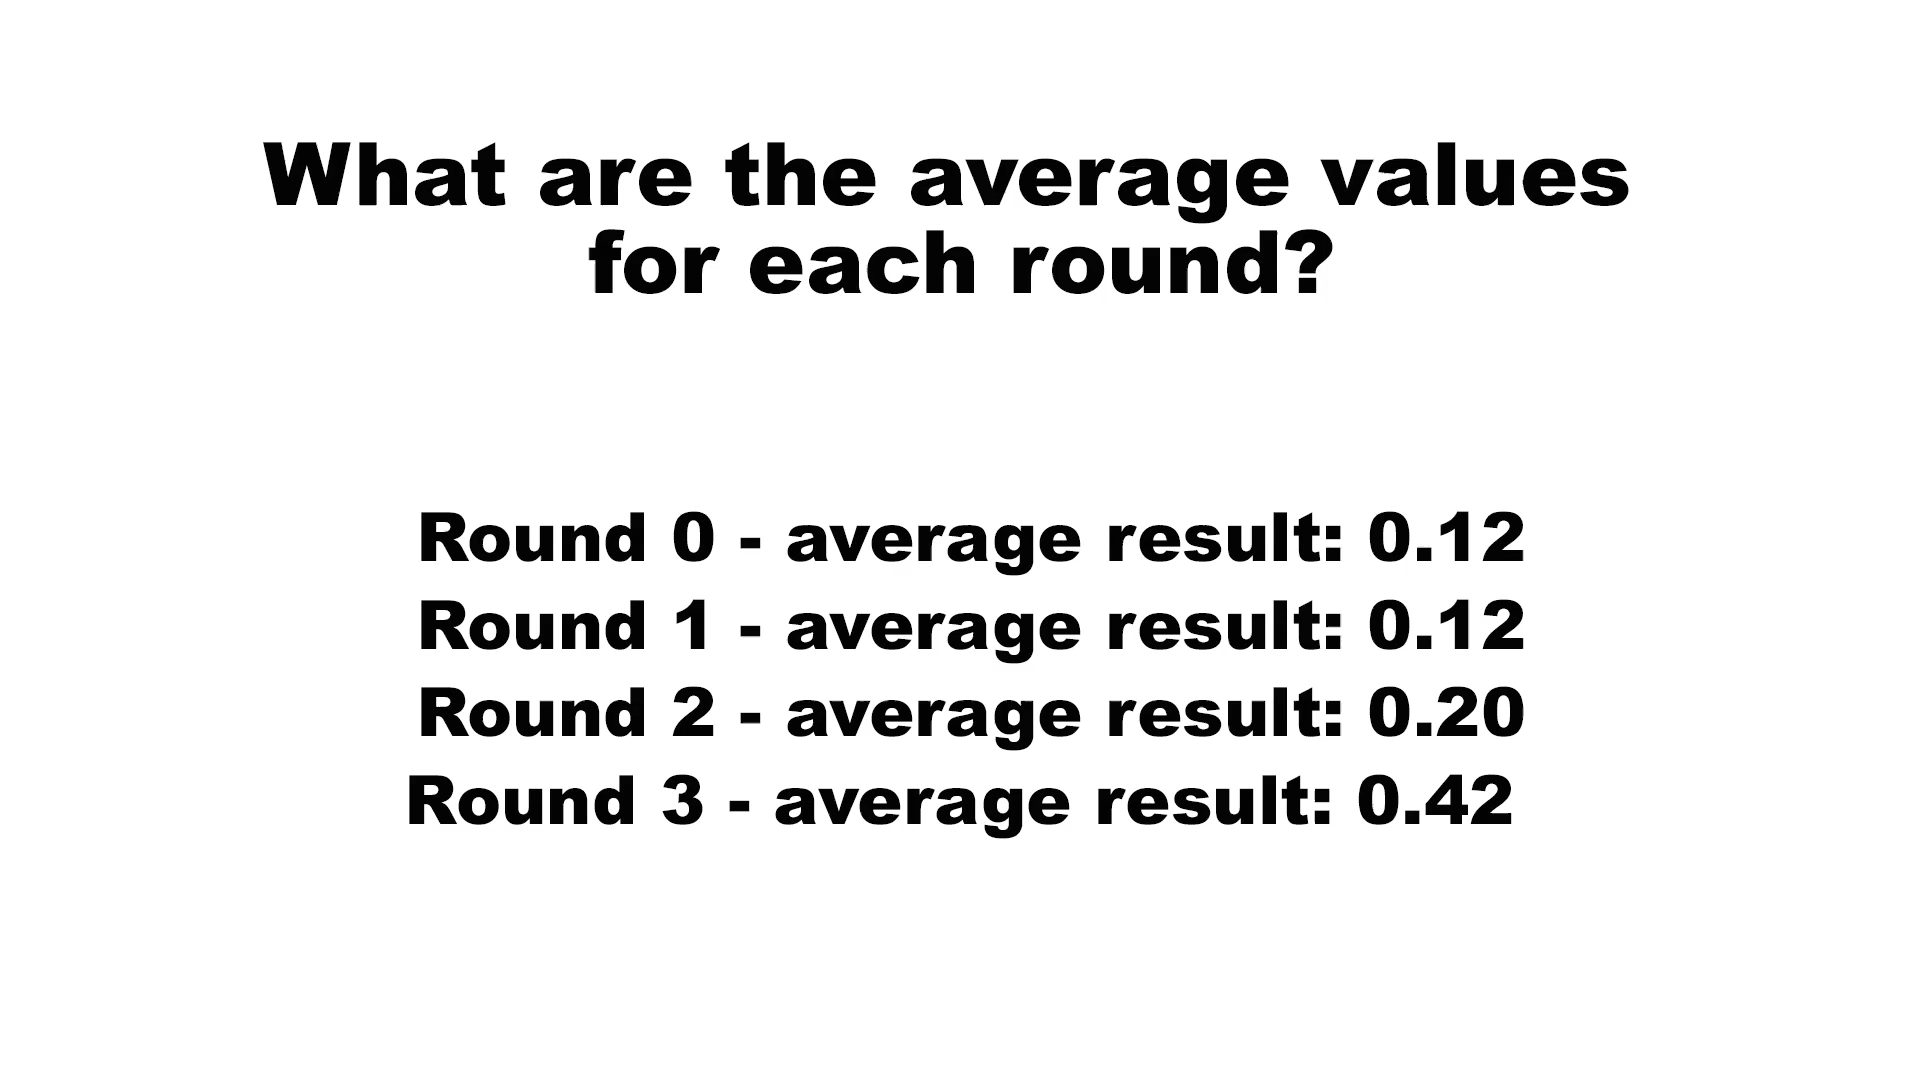 What are the average values
for each round?
Round 0 - average result: 0.12
Round 1 - average result: 0.12
Round 2 - average result: 0.20
Round 3 - average result: 0.42